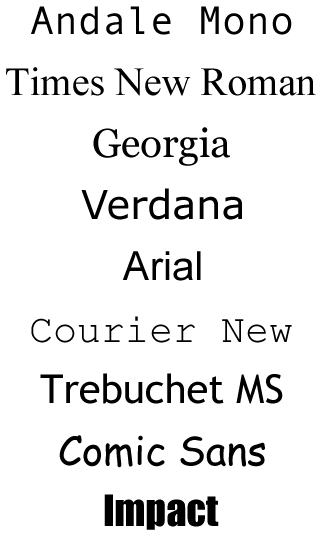 Andale Mono
Times New Roman
Georgia
Verdana
Arial
Courier New
Trebuchet MS
Comic Sans
Impact